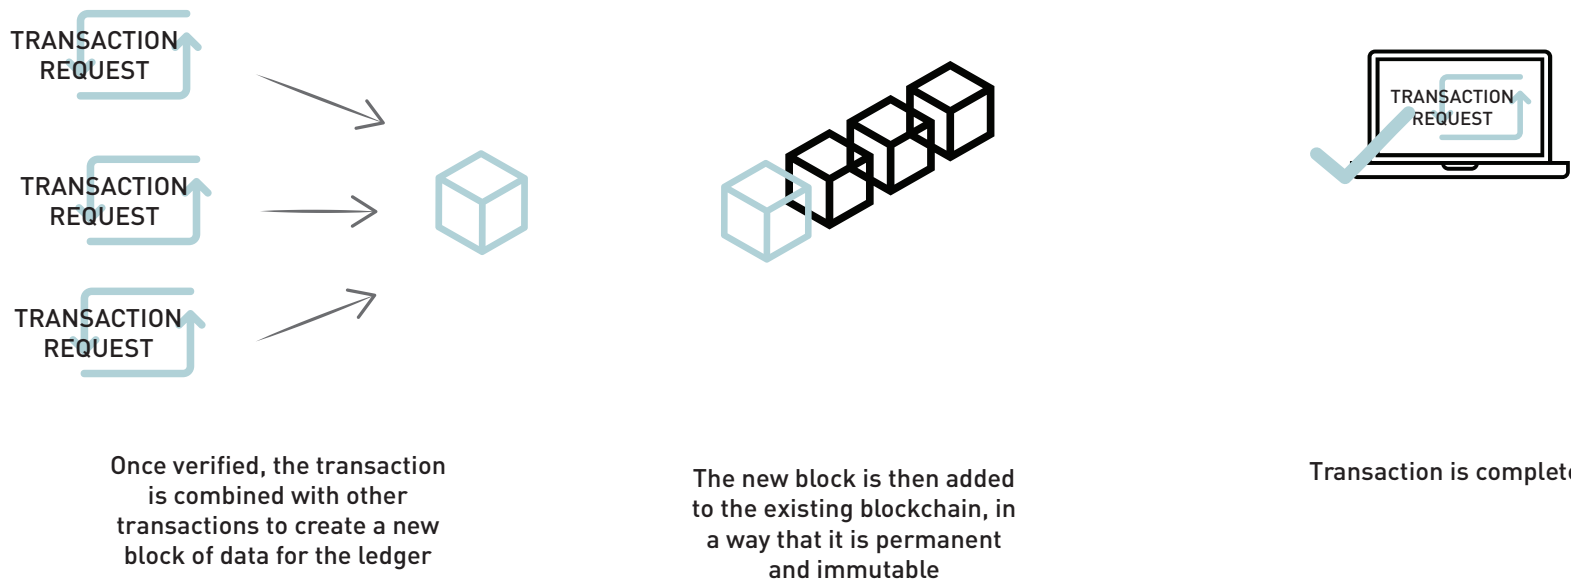 TRANSACTION
REQUEST
TRANSACTION
REQUEST
TRANSACTION
REQUEST
Once verified, the transaction
is combined with other
transactions to create a new
block of data for the ledger
The new block is then added
to the existing blockchain, in
a way that it is permanent
and immutable
TRANSACTION
REQUEST
Transaction is complete